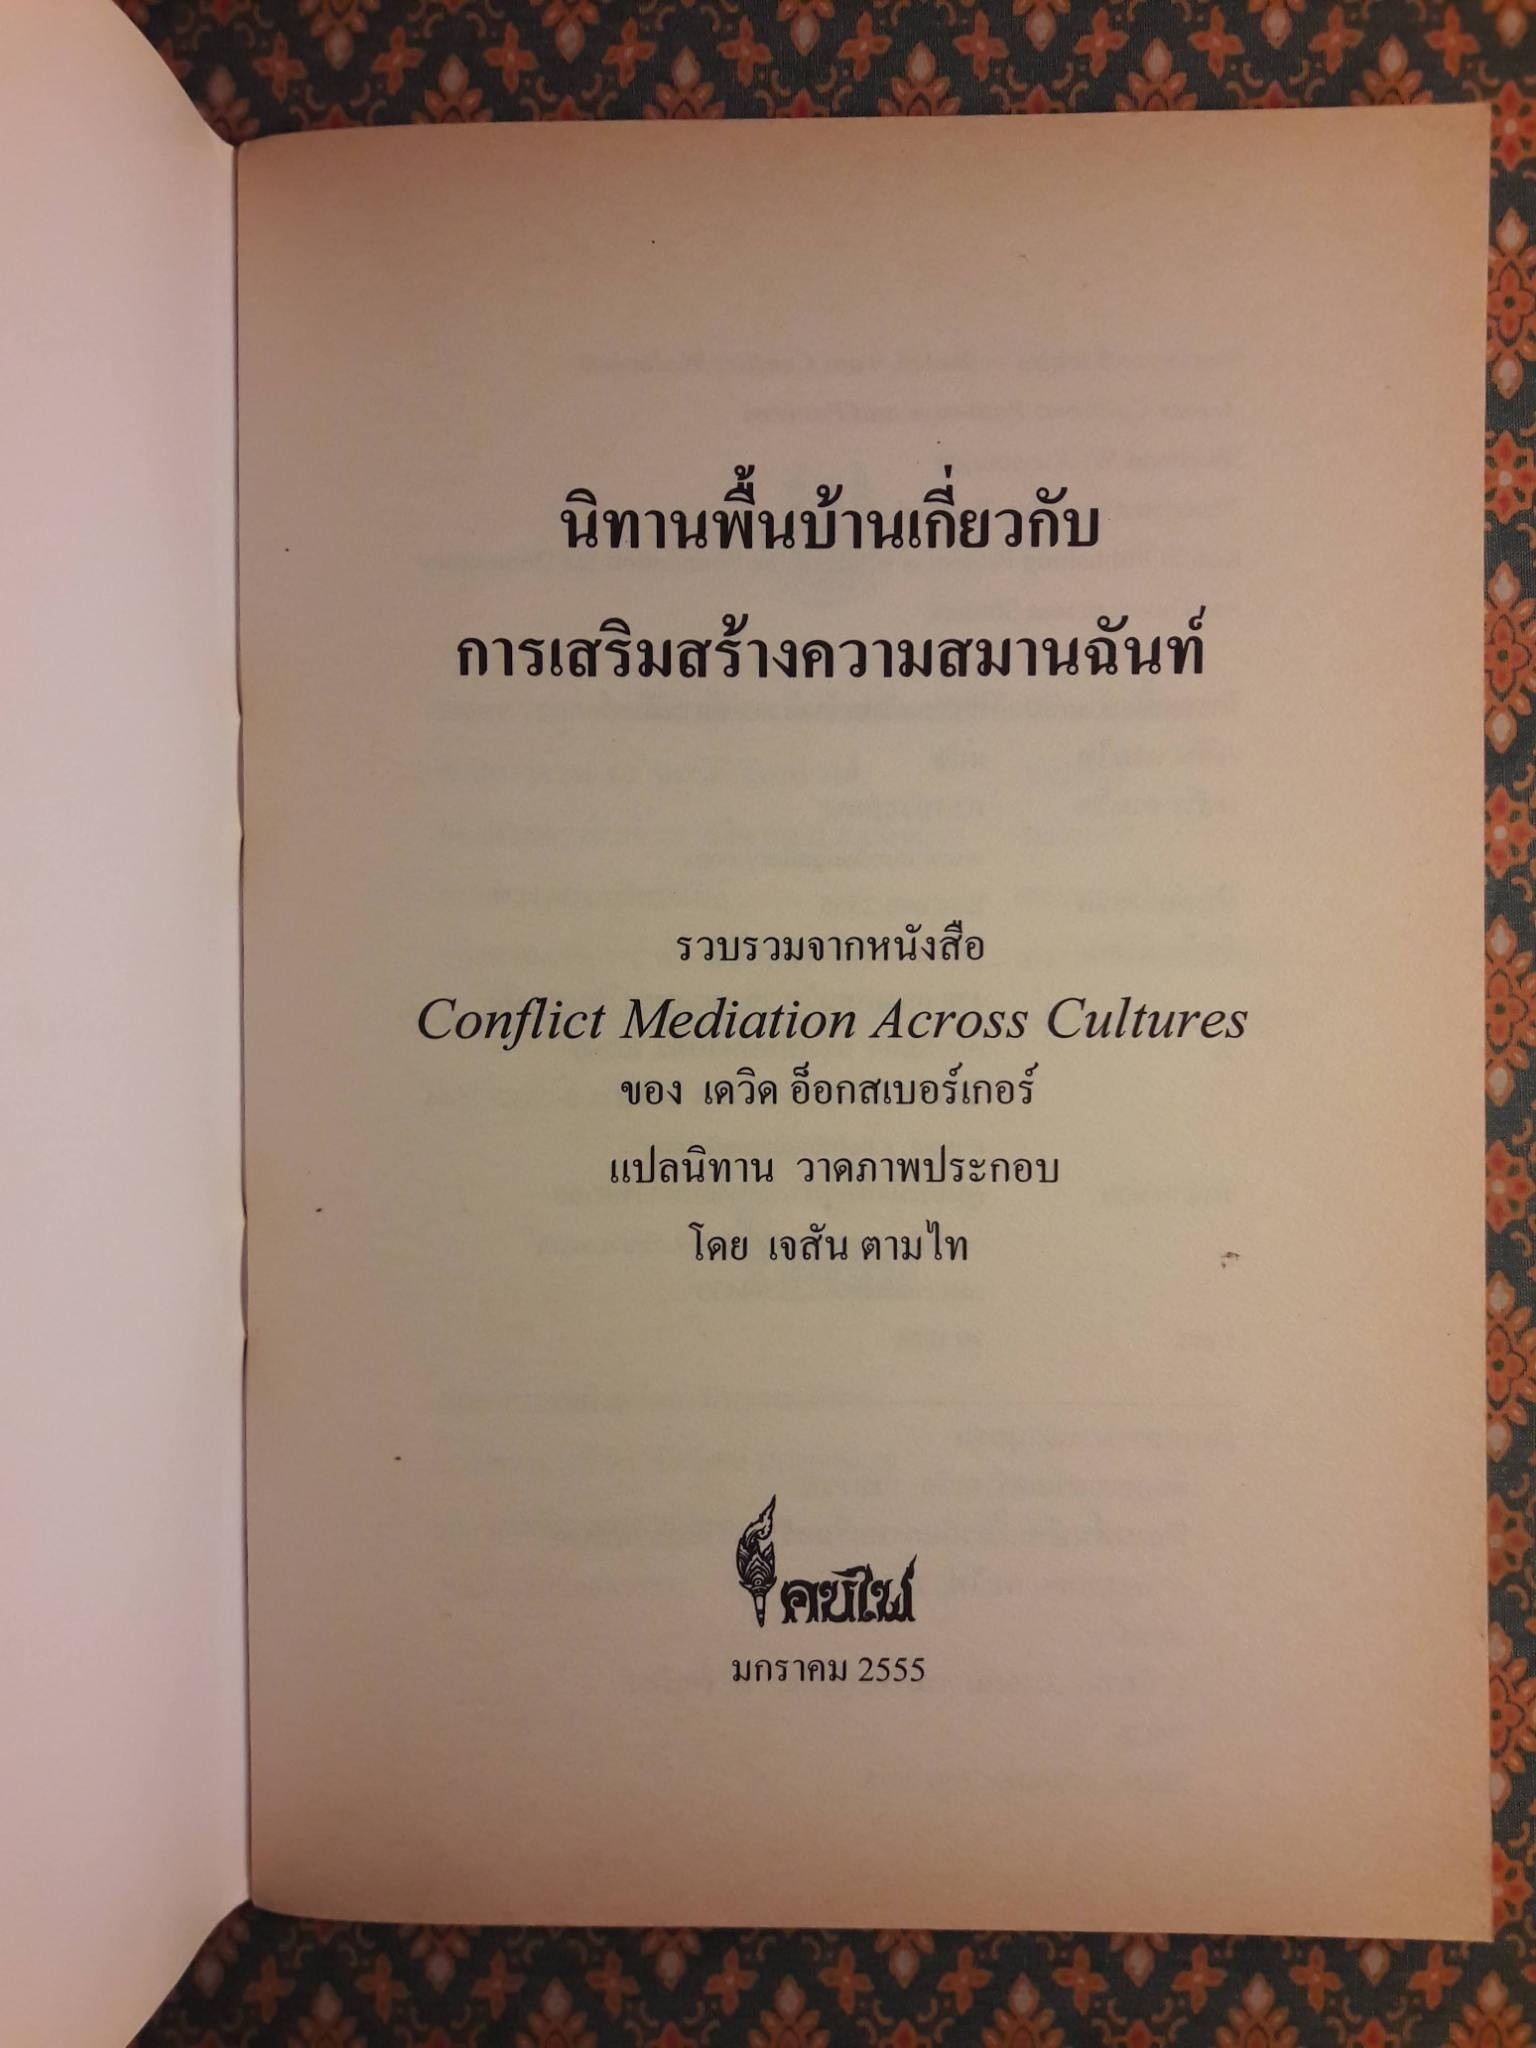 นิทานพื้นบ้านเกี่ยวกับ
การเสริมสร้างความสมานฉันท์
รวบรวมจากหนังสือ
Conflict Mediation Across Cultures
ของ เดวิด อ็อกสเบอร์เกอร์
แปลนิทาน วาดภาพประกอบ
โดย เจสัน ตามไท
คบไฟ
มกราคม 2555